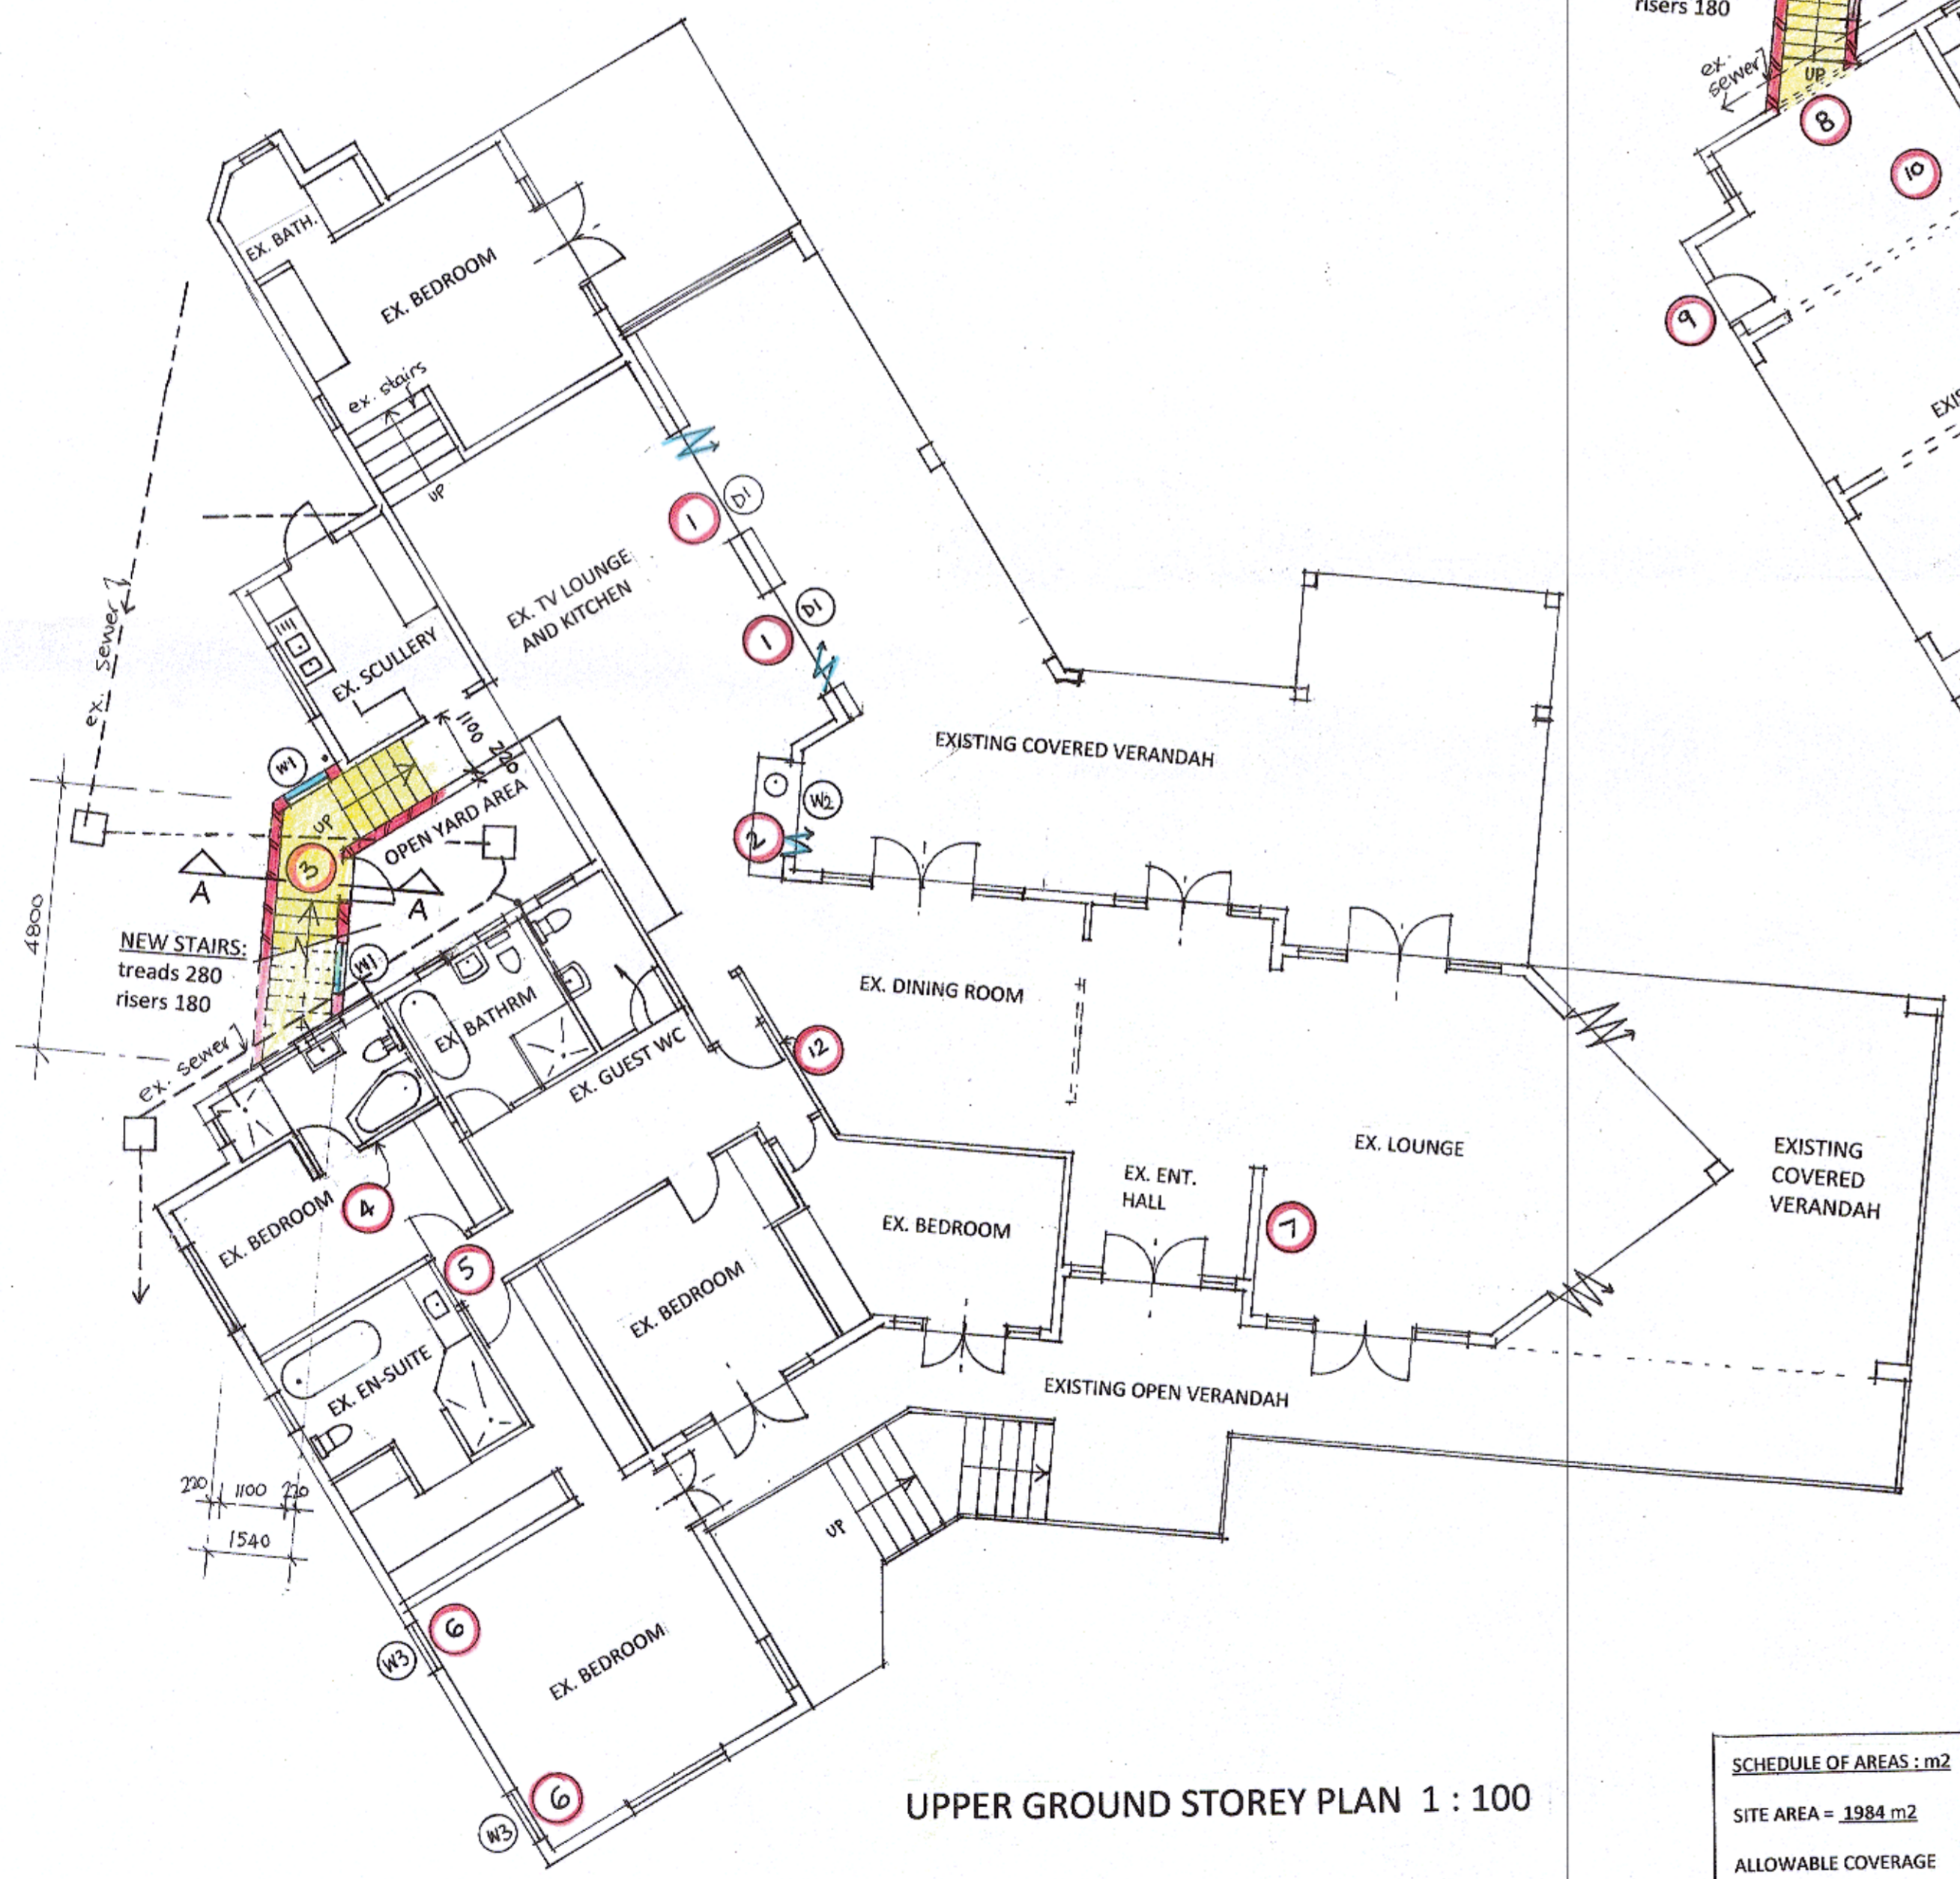 risers 180
ex.
sewer
UP
8
10
9
EX. BATH.
EX. BEDROOM
ex. stairs
UP
1
D1
EX. TV LOUNGE
AND KITCHEN
1
D1
ex. sewer
EX. SCULLERY
1100
220
W1
OPEN YARD AREA
UP
3
A
A
4800
NEW STAIRS:
treads 280
risers 180
W1
EXISTING COVERED VERANDAH
W2
2
EX. DINING ROOM
EX. BATHRM
EX. GUEST WC
12
ex. sewer
EX. LOUNGE
EX. ENT.
HALL
EXISTING
COVERED
VERANDAH
EX. BEDROOM
4
5
EX. BEDROOM
EX. BEDROOM
7
EX. EN-SUITE
EXISTING OPEN VERANDAH
220
1100
220
1540
UP
6
W3
EX. BEDROOM
6
W3
UPPER GROUND STOREY PLAN 1 : 100
SCHEDULE OF AREAS : m2
SITE AREA = 1984 m2
ALLOWABLE COVERAGE